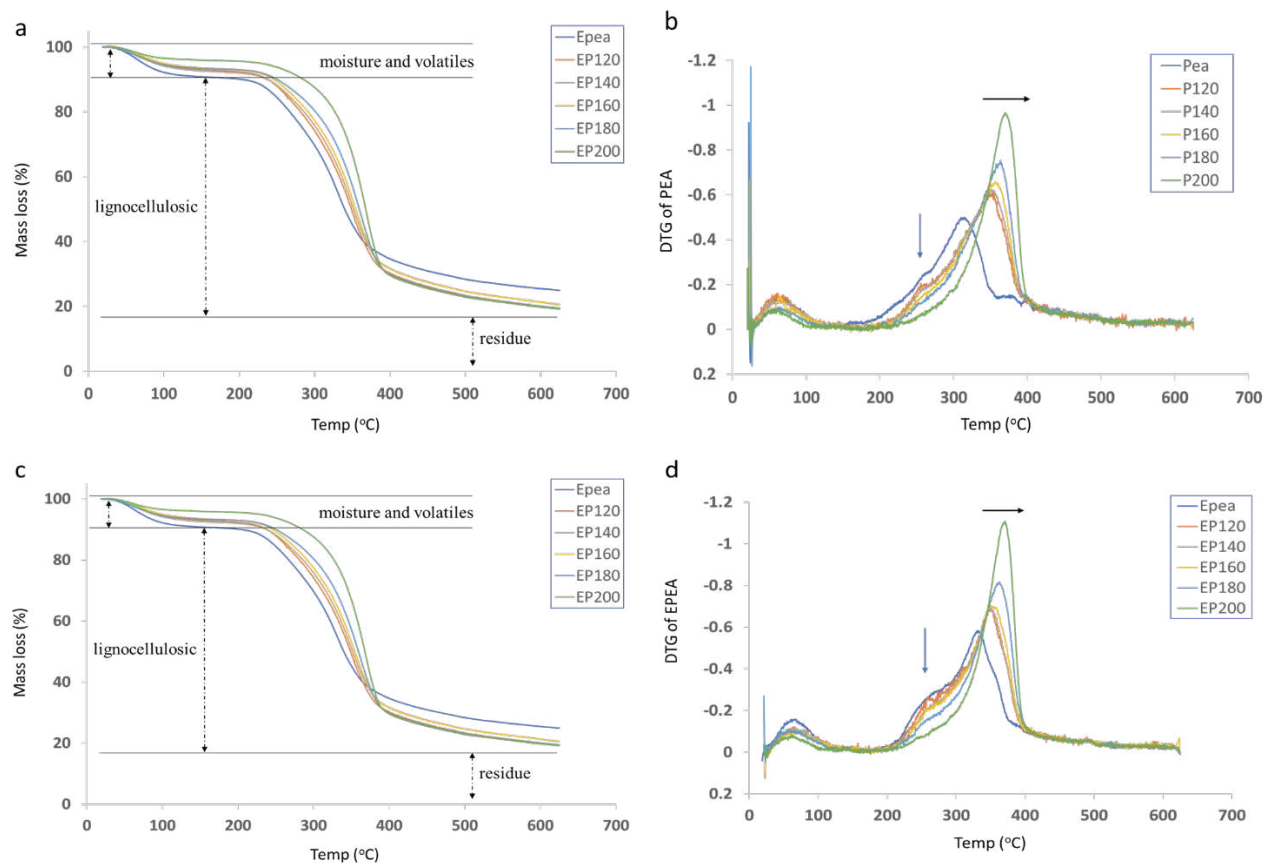 a
100
80
60
40
20
0
Mass loss (%)
moisture and volatiles
lignocellulosic
residue
Epea
EP120
EP140
EP160
EP180
EP200
0 100 200 300 400 500 600 700
Temp (°C)
b
-1.2
-1
-0.8
-0.6
-0.4
-0.2
0
0.2
DTG of PEA
Pea
P120
P140
P160
P180
P200
0 100 200 300 400 500 600 700
Temp (°C)
c
100
80
60
40
20
0
Mass loss (%)
moisture and volatiles
lignocellulosic
residue
Epea
EP120
EP140
EP160
EP180
EP200
0 100 200 300 400 500 600 700
Temp (°C)
d
-1.2
-1
-0.8
-0.6
-0.4
-0.2
0
0.2
DTG of EPEA
Epea
EP120
EP140
EP160
EP180
EP200
0 100 200 300 400 500 600 700
Temp (°C)